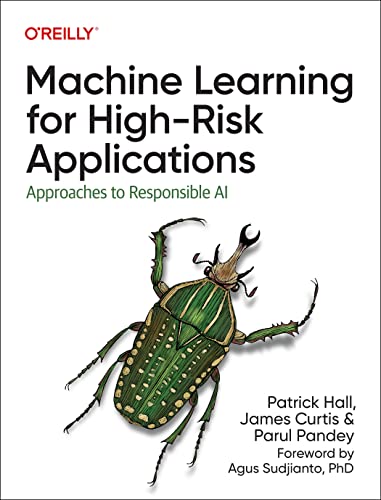 O'REILLY
Machine Learning
for High-Risk
Applications
Approaches to Responsible AI
Patrick Hall,
James Curtis &
Parul Pandey
Foreword by
Agus Sudjianto, PhD